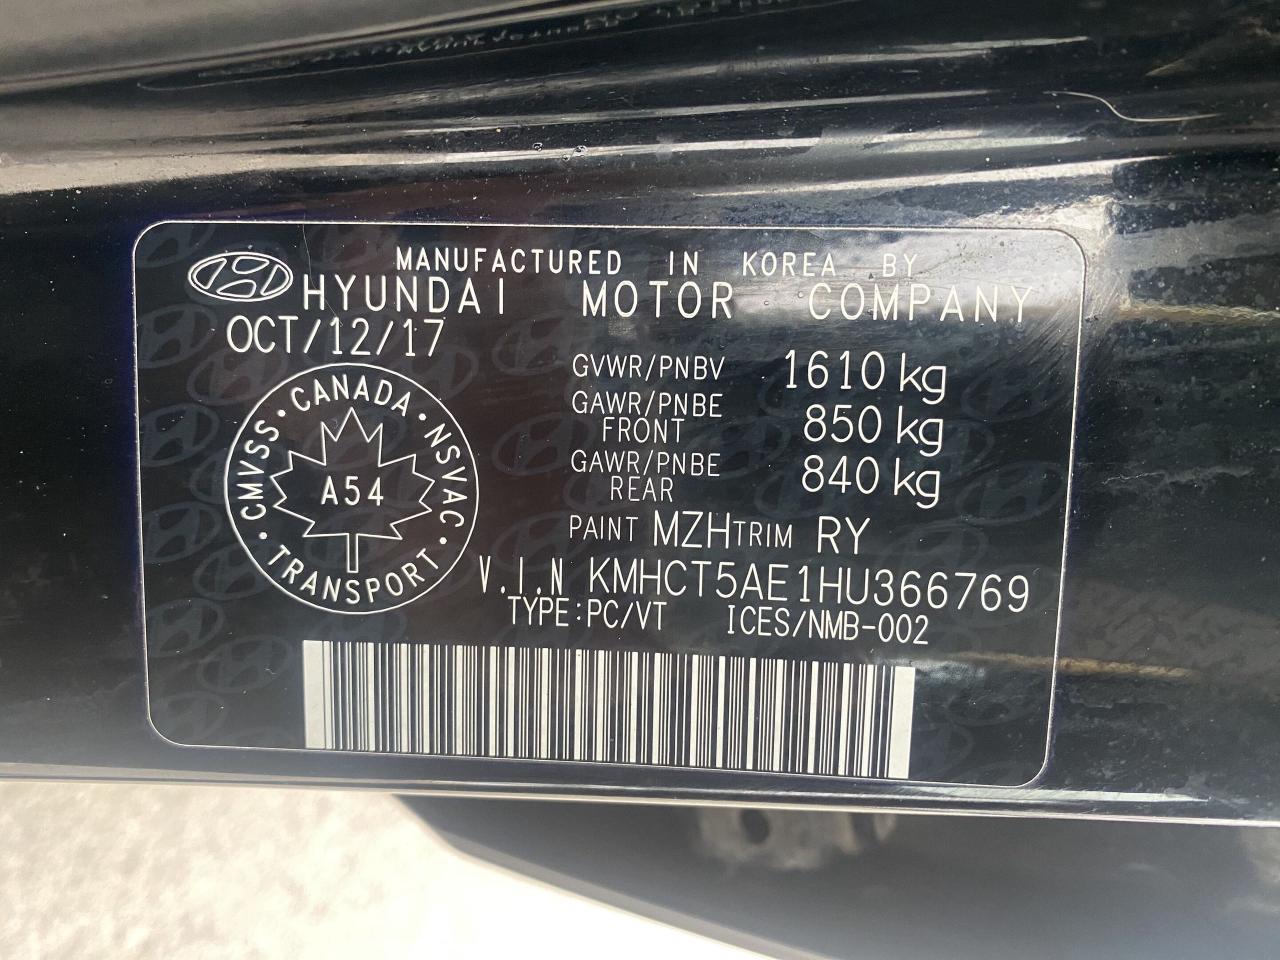 MANUFACTURED IN KOREA BY
HYUNDAI MOTOR COMPANY
OCT/12/17
GVWR/PNBV 1610 kg
GAWR/PNBE FRONT 850 kg
GAWR/PNBE REAR 840 kg
PAINT MZH TRIM RY
V.I.N KMHCT5AE1HU366769
TYPE:PC/VT ICES/NMB-002
CANADA · NSVAC · TRANSPORT · CMVSS ·
A54